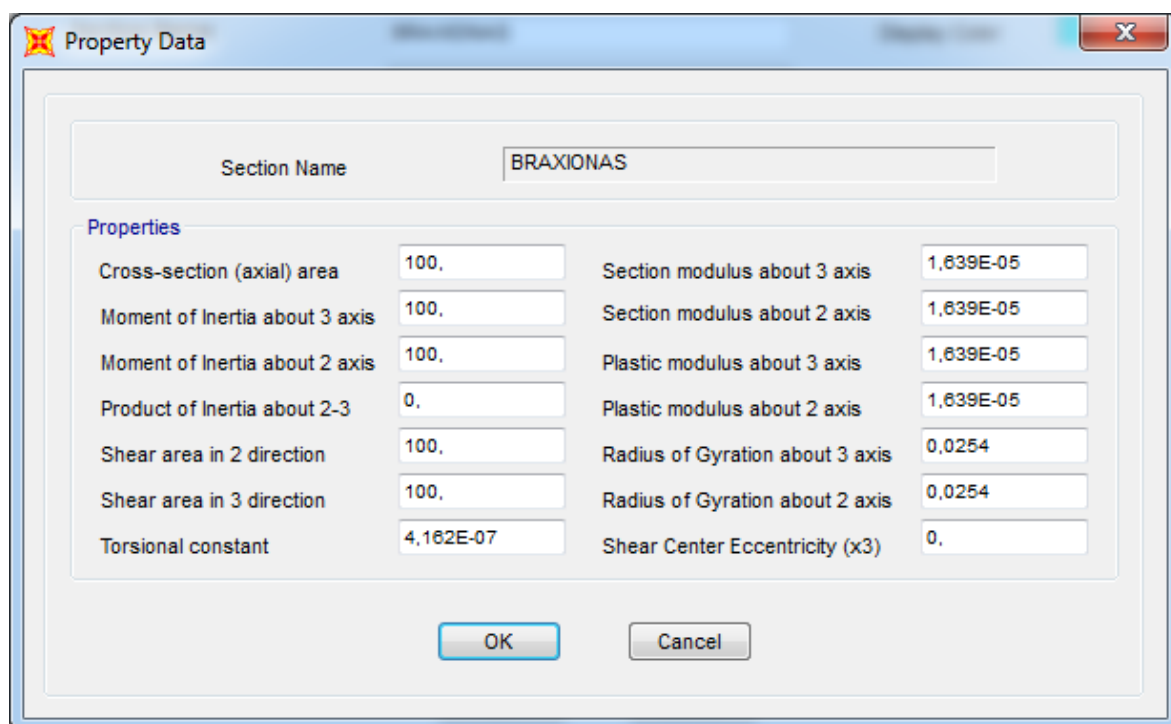 Property Data
Section Name BRAXIONAS
Properties
Cross-section (axial) area 100, Section modulus about 3 axis 1,639E-05
Moment of Inertia about 3 axis 100, Section modulus about 2 axis 1,639E-05
Moment of Inertia about 2 axis 100, Plastic modulus about 3 axis 1,639E-05
Product of Inertia about 2-3 0, Plastic modulus about 2 axis 1,639E-05
Shear area in 2 direction 100, Radius of Gyration about 3 axis 0,0254
Shear area in 3 direction 100, Radius of Gyration about 2 axis 0,0254
Torsional constant 4,162E-07 Shear Center Eccentricity (x3) 0,
OK Cancel